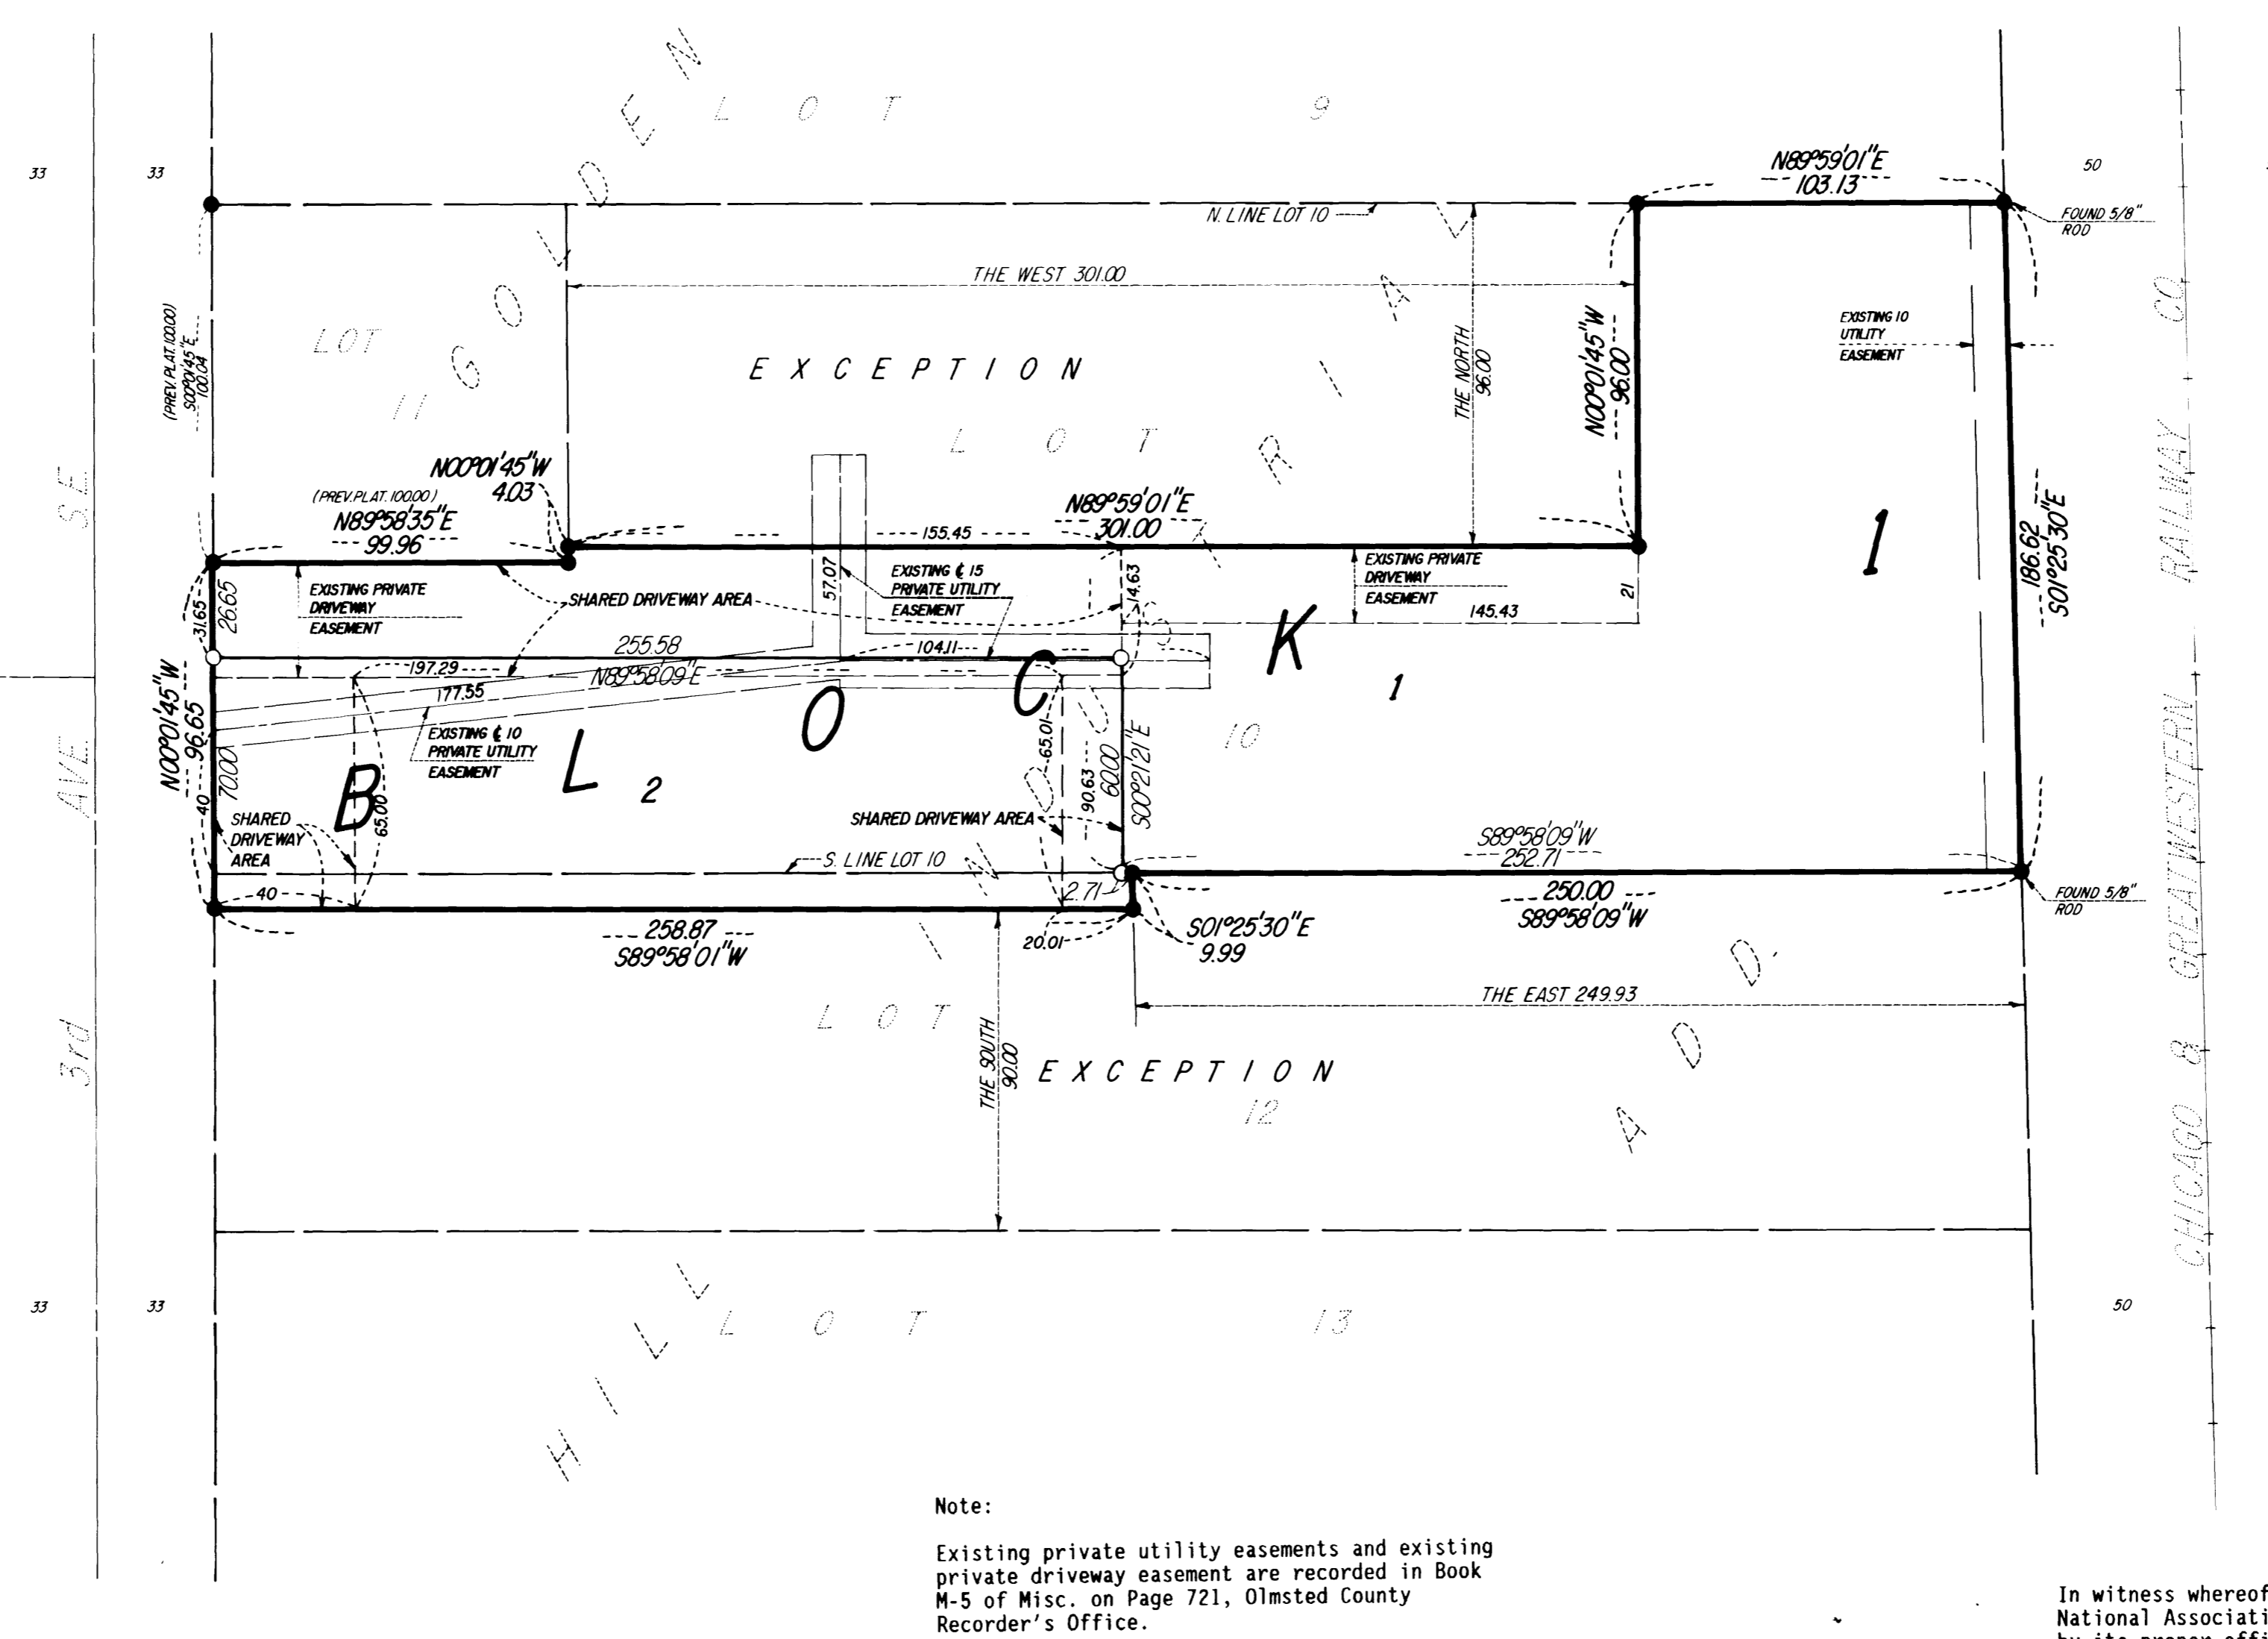 GOLDEN
LOT 9
33
33
N89°59'01"E
103.13
50
FOUND 5/8"
ROD
N. LINE LOT 10
THE WEST 301.00
(PREV.PLAT.100.00)
S00°01'45"E
100.04
LOT
11
EXCEPTION
LOT
THE NORTH
96.00
N00°01'45"W
96.00
EXISTING 10
UTILITY
EASEMENT
RAILWAY CO.
N00°01'45"W
4.03
(PREV.PLAT.100.00)
N89°58'35"E
99.96
155.45
N89°59'01"E
301.00
1
186.62
S01°25'30"E
SE
31.65
26.65
EXISTING PRIVATE
DRIVEWAY
EASEMENT
SHARED DRIVEWAY AREA
57.07
EXISTING ℄ 15
PRIVATE UTILITY
EASEMENT
14.63
EXISTING PRIVATE
DRIVEWAY
EASEMENT
145.43
21
255.58
N89°58'09"E
104.11
197.29
177.55
EXISTING ℄ 10
PRIVATE UTILITY
EASEMENT
BLOCK
1
10
N00°01'45"W
96.65
70.00
40
65.00
2
65.01
90.63
60.00
S00°21'21"E
AVE
SHARED
DRIVEWAY
AREA
SHARED DRIVEWAY AREA
S. LINE LOT 10
40
2.71
S89°58'09"W
252.71
250.00
S89°58'09"W
FOUND 5/8"
ROD
258.87
S89°58'01"W
20.01
S01°25'30"E
9.99
GREATWESTERN
THE EAST 249.93
LOT
3rd
THE SOUTH
90.00
EXCEPTION
12
ADD.
CHICAGO &
33
33
HILL
LOT 13
50
Note:
Existing private utility easements and existing
private driveway easement are recorded in Book
M-5 of Misc. on Page 721, Olmsted County
Recorder's Office.
In witness whereof
National Associati
by its proper offi